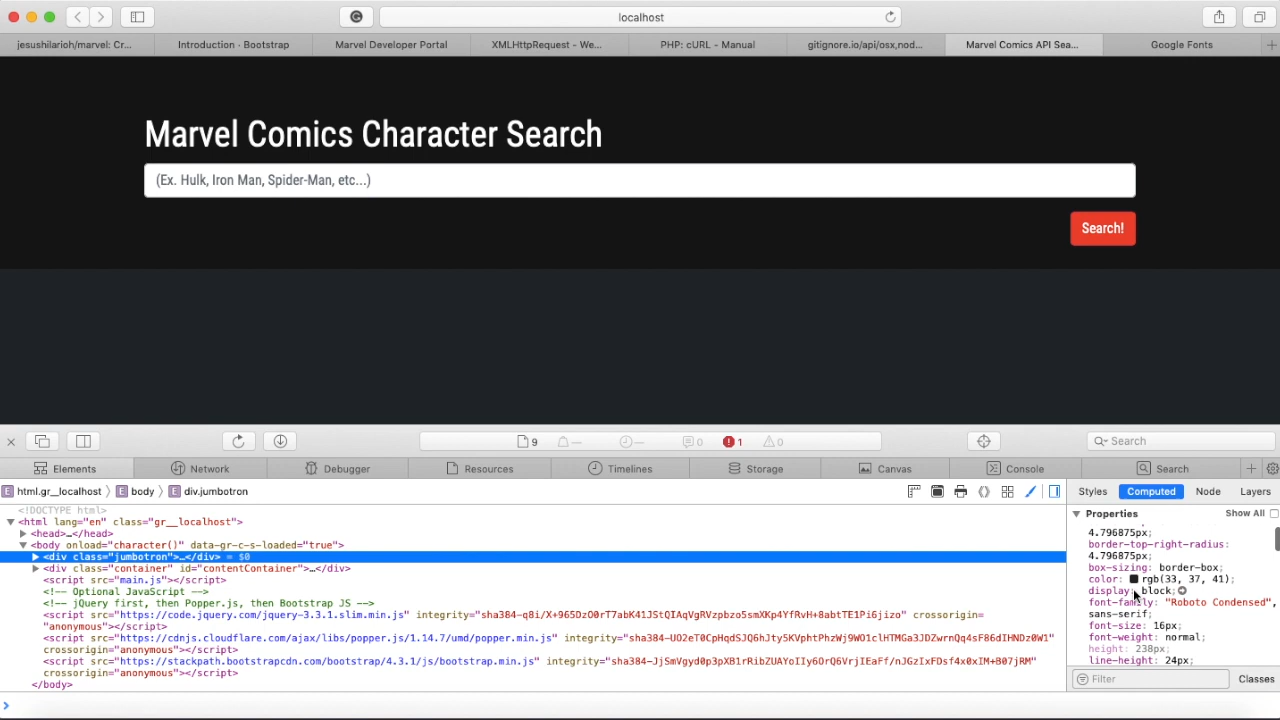 localhost
jesushilarioh/marvel: Cr...
Introduction · Bootstrap
Marvel Developer Portal
XMLHttpRequest - We...
PHP: cURL - Manual
gitignore.io/api/osx,nod...
Marvel Comics API Sea...
Google Fonts
Marvel Comics Character Search
(Ex. Hulk, Iron Man, Spider-Man, etc...)
Search!
9
0
1
0
Search
Elements
Network
Debugger
Resources
Timelines
Storage
Canvas
Console
Search
E html.gr__localhost
E body
E div.jumbotron
Styles
Computed
Node
Layers
<!DOCTYPE html>
<html lang="en" class="gr__localhost">
<head>…</head>
<body onload="character()" data-gr-c-s-loaded="true">
<div class="jumbotron">…</div> = $0
<div class="container" id="contentContainer">…</div>
<script src="main.js"></script>
<!-- Optional JavaScript -->
<!-- jQuery first, then Popper.js, then Bootstrap JS -->
<script src="https://code.jquery.com/jquery-3.3.1.slim.min.js" integrity="sha384-q8i/X+965DzO0rT7abK41JStQIAqVgRVzpbzo5smXKp4YfRvH+8abtTE1Pi6jizo" crossorigin=
"anonymous"></script>
<script src="https://cdnjs.cloudflare.com/ajax/libs/popper.js/1.14.7/umd/popper.min.js" integrity="sha384-UO2eT0CpHqdSJQ6hJty5KVphtPhzWj9WO1clHTMGa3JDZwrnQq4sF86dIHNDz0W1"
crossorigin="anonymous"></script>
<script src="https://stackpath.bootstrapcdn.com/bootstrap/4.3.1/js/bootstrap.min.js" integrity="sha384-JjSmVgyd0p3pXB1rRibZUAYoIIy6OrQ6VrjIEaFf/nJGzIxFDsf4x0xIM+B07jRM"
crossorigin="anonymous"></script>
</body>
Properties
Show All
4.796875px;
border-top-right-radius:
4.796875px;
box-sizing: border-box;
color: rgb(33, 37, 41);
display: block;
font-family: "Roboto Condensed",
sans-serif;
font-size: 16px;
font-weight: normal;
height: 238px;
line-height: 24px;
Filter
Classes